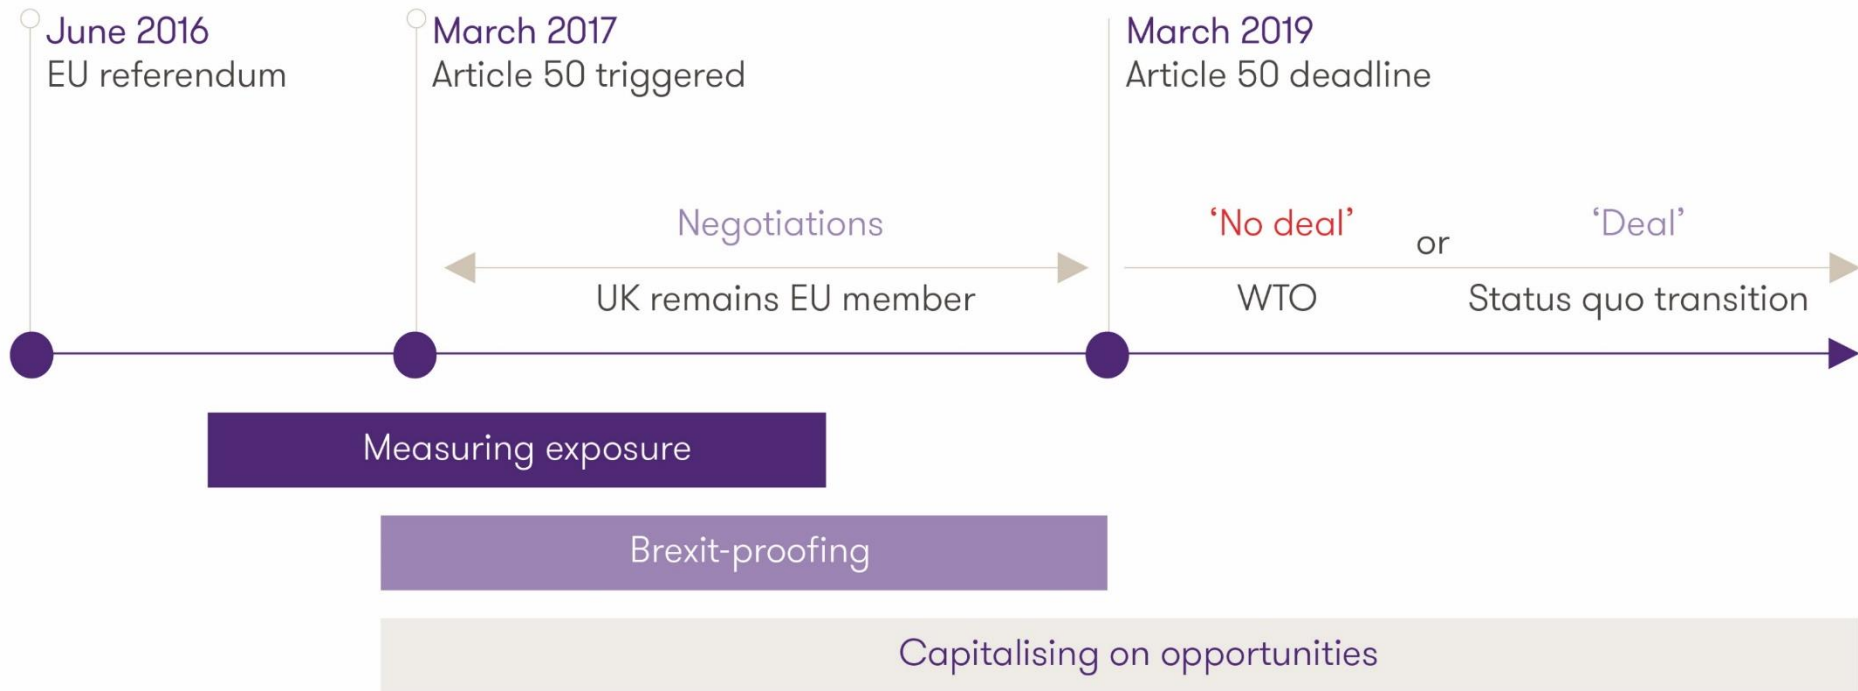 June 2016
EU referendum
March 2017
Article 50 triggered
March 2019
Article 50 deadline
Negotiations
UK remains EU member
‘No deal’
or
‘Deal’
WTO
Status quo transition
Measuring exposure
Brexit-proofing
Capitalising on opportunities